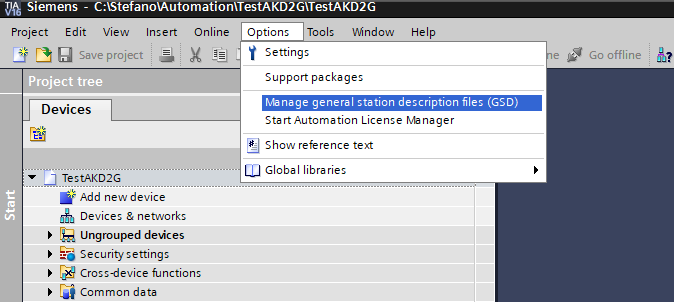 TIA V16 Siemens - C:\Stefano\Automation\TestAKD2G\TestAKD2G
Project Edit View Insert Online Options Tools Window Help
Save project
Go offline
Project tree
Devices
Settings
Support packages
Manage general station description files (GSD)
Start Automation License Manager
Show reference text
Global libraries
Start
TestAKD2G
Add new device
Devices & networks
Ungrouped devices
Security settings
Cross-device functions
Common data